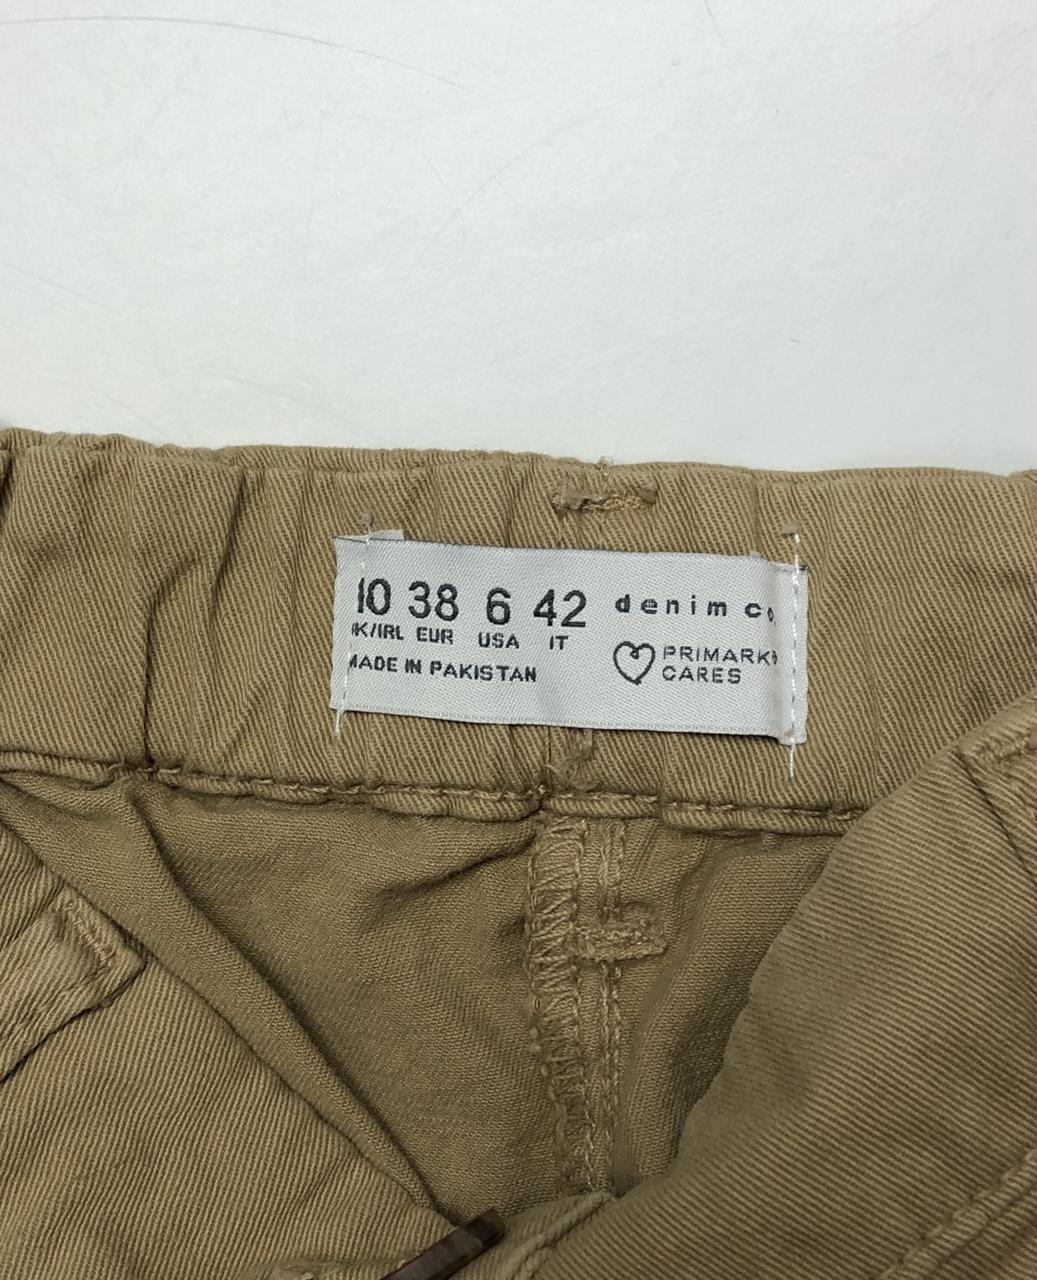 10 38 6 42
UK/IRL EUR USA IT
MADE IN PAKISTAN
denim co.
PRIMARK
CARES